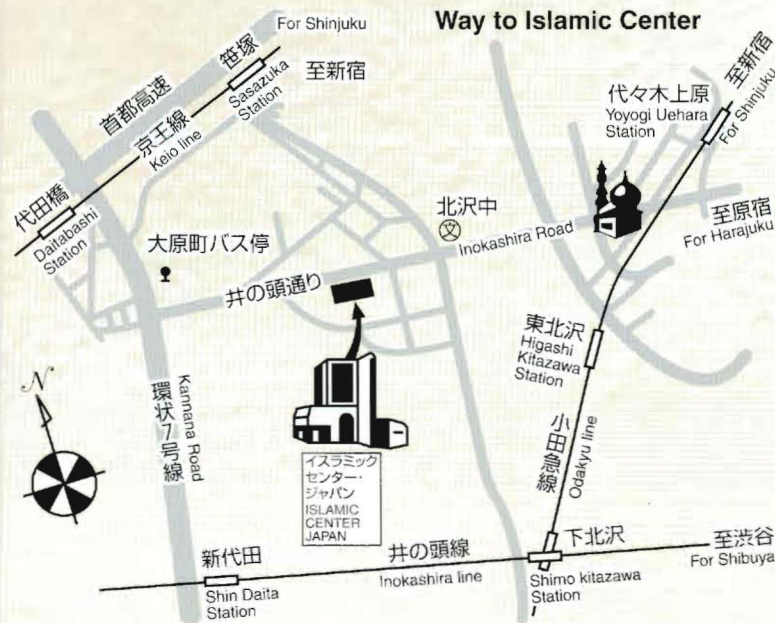 Way to Islamic Center
For Shinjuku
至新宿
笹塚
Sasazuka
Station
首都高速
京王線
Keio line
代田橋
Daitabashi
Station
大原町バス停
北沢中
文
代々木上原
Yoyogi Uehara
Station
至新宿
For Shinjuku
至原宿
For Harajuku
Inokashira Road
井の頭通り
東北沢
Higashi
Kitazawa
Station
小田急線
Odakyu line
N
環状7号線
Kannana Road
イスラミック
センター・
ジャパン
ISLAMIC
CENTER
JAPAN
新代田
Shin Daita
Station
井の頭線
Inokashira line
下北沢
Shimo kitazawa
Station
至渋谷
For Shibuya